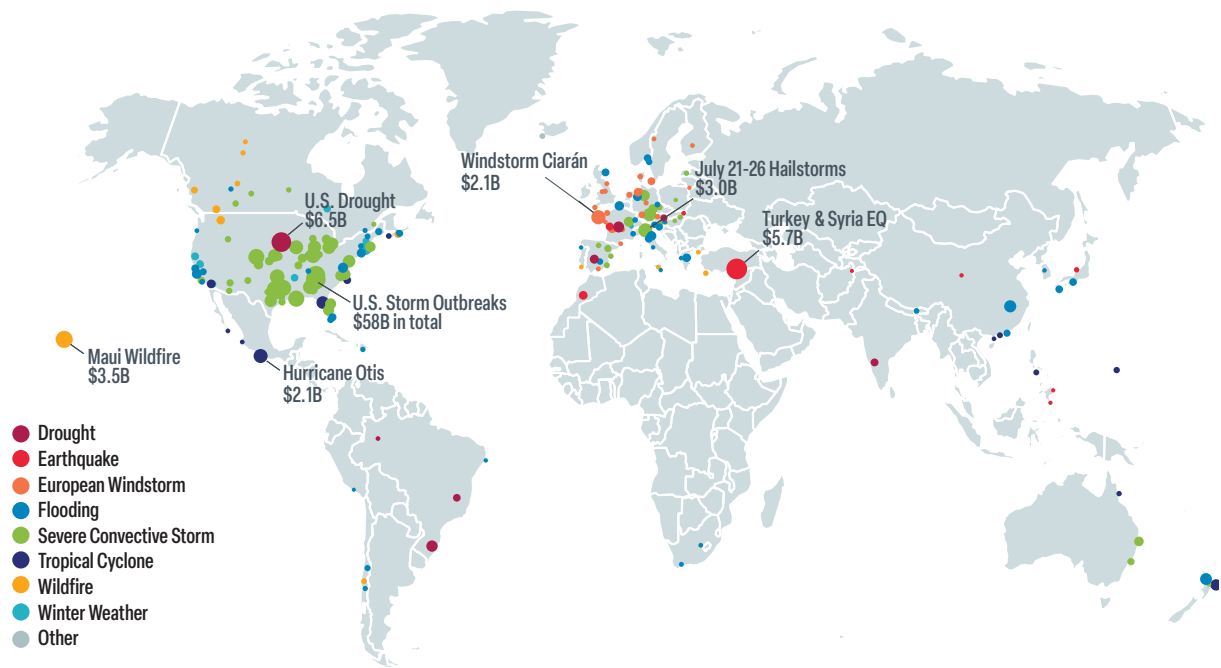 Windstorm Ciarán
$2.1B
July 21-26 Hailstorms
$3.0B
U.S. Drought
$6.5B
Turkey & Syria EQ
$5.7B
U.S. Storm Outbreaks
$58B in total
Maui Wildfire
$3.5B
Hurricane Otis
$2.1B
Drought
Earthquake
European Windstorm
Flooding
Severe Convective Storm
Tropical Cyclone
Wildfire
Winter Weather
Other